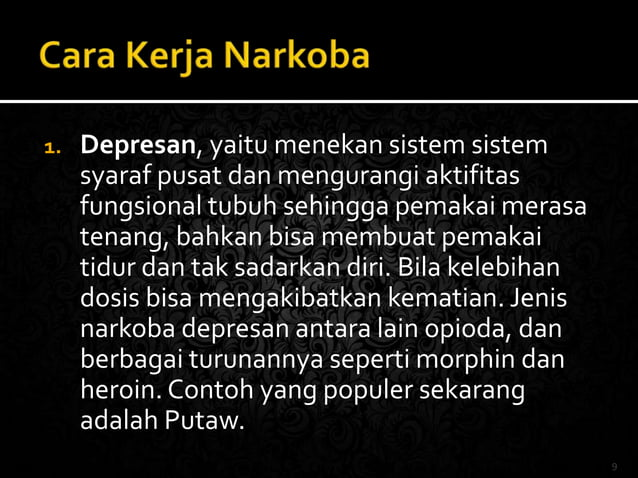 Cara Kerja Narkoba
1. Depresan, yaitu menekan sistem sistem
syaraf pusat dan mengurangi aktifitas
fungsional tubuh sehingga pemakai merasa
tenang, bahkan bisa membuat pemakai
tidur dan tak sadarkan diri. Bila kelebihan
dosis bisa mengakibatkan kematian. Jenis
narkoba depresan antara lain opioda, dan
berbagai turunannya seperti morphin dan
heroin. Contoh yang populer sekarang
adalah Putaw.
9